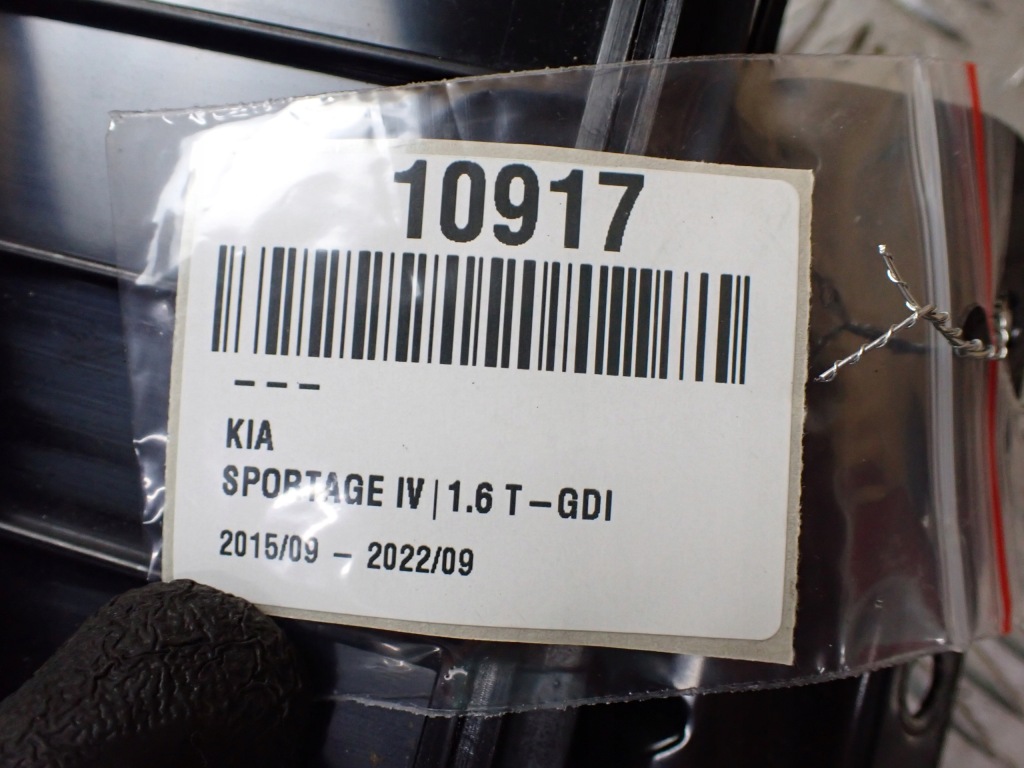 10917
– – –
KIA
SPORTAGE IV | 1.6 T-GDI
2015/09 - 2022/09